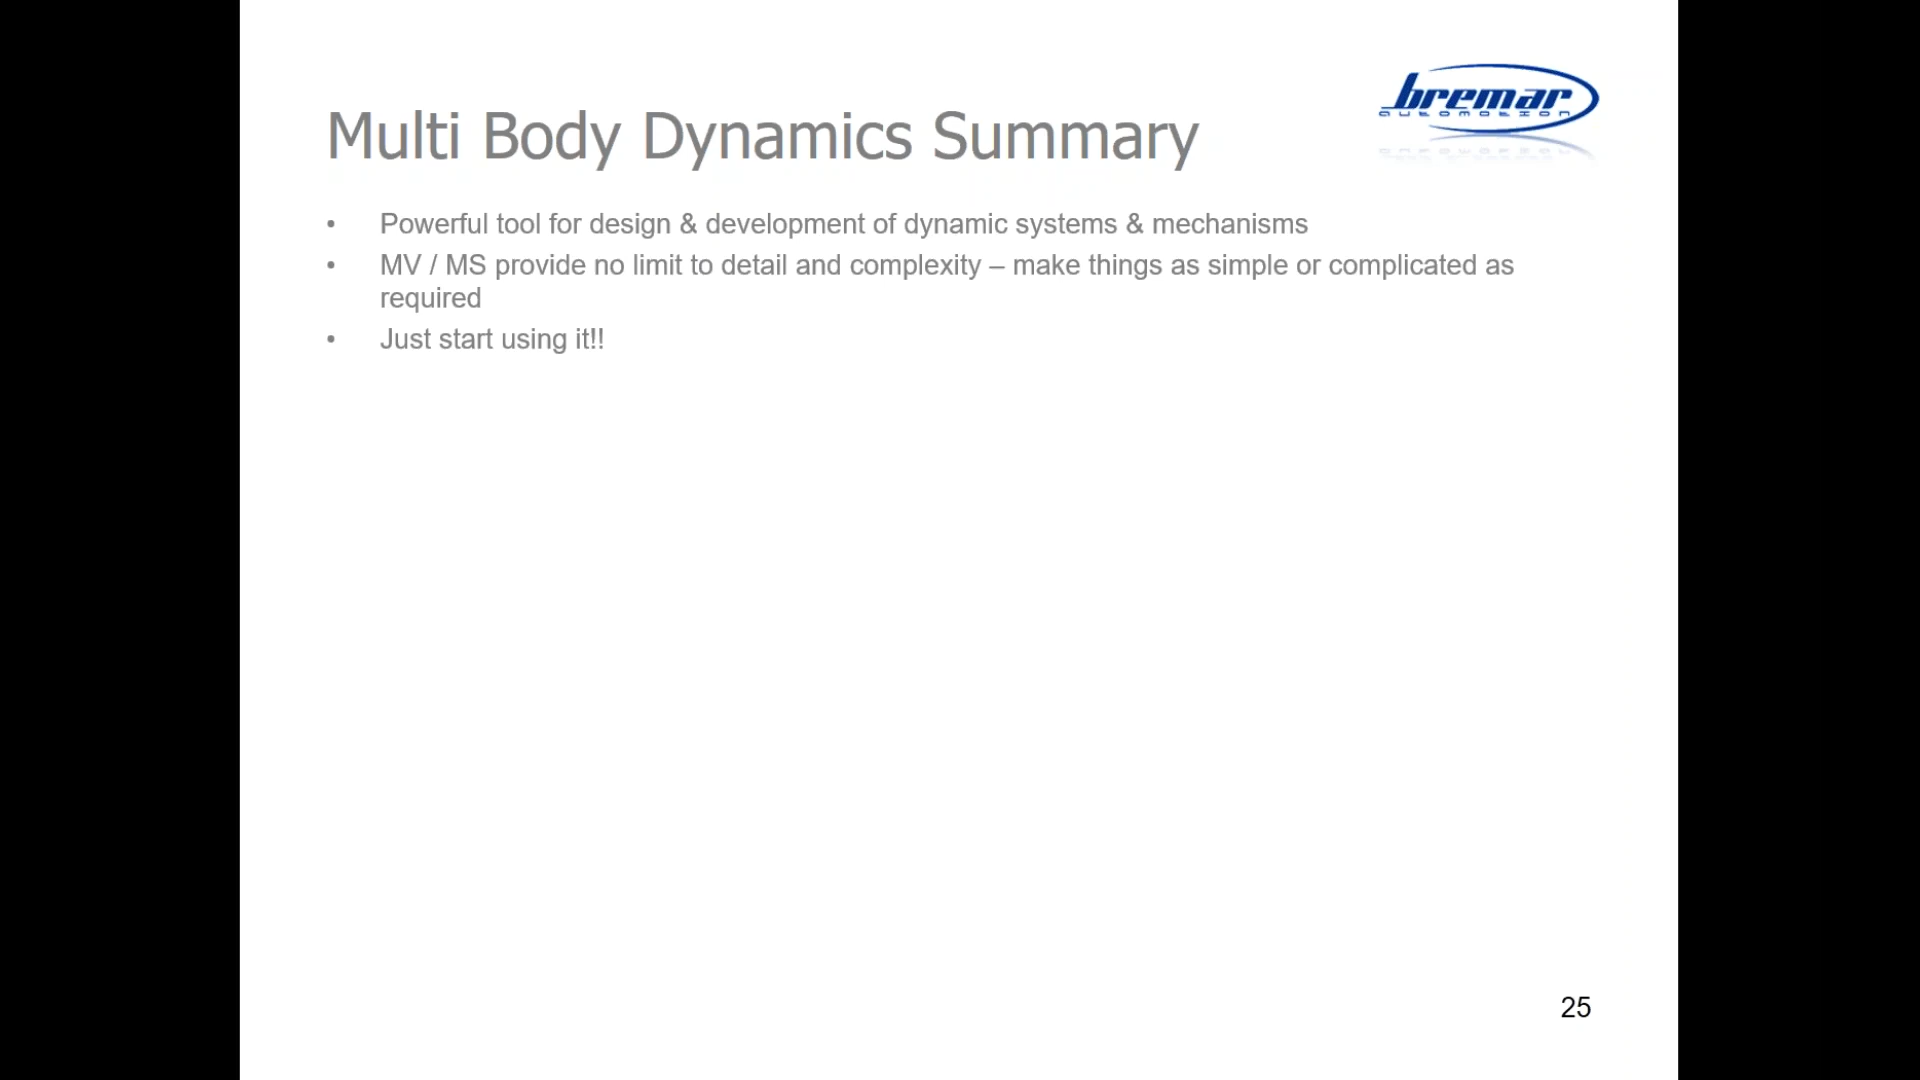 bremar
automotion
Multi Body Dynamics Summary
• Powerful tool for design & development of dynamic systems & mechanisms
• MV / MS provide no limit to detail and complexity – make things as simple or complicated as
required
• Just start using it!!
25